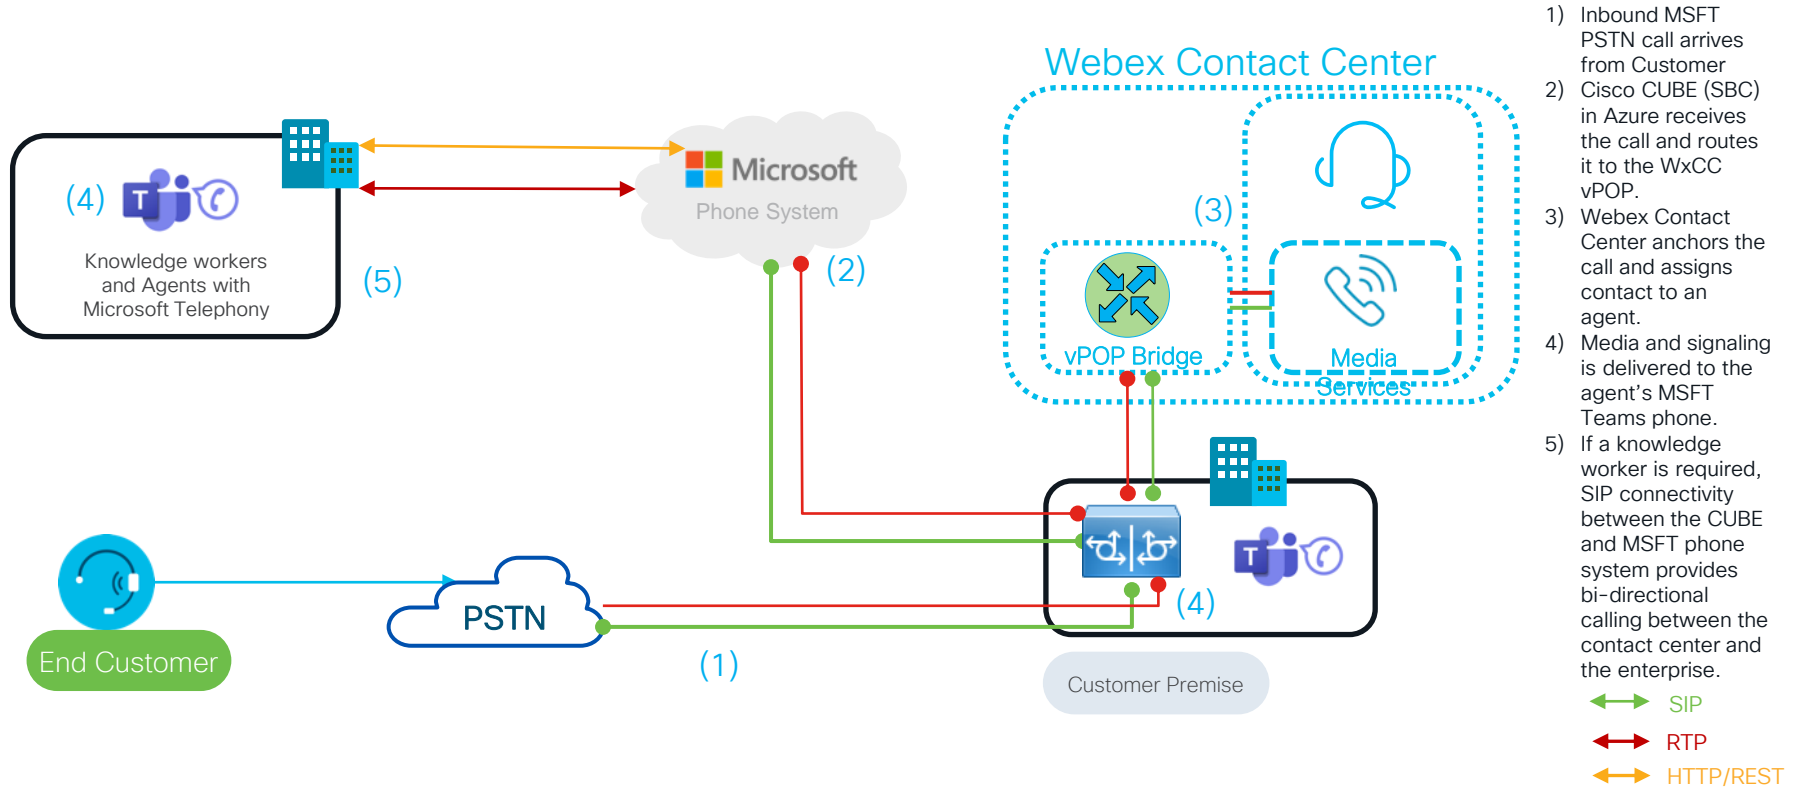 Webex Contact Center
(4)
T
Knowledge workers
and Agents with
Microsoft Telephony
(5)
Microsoft
Phone System
(2)
(3)
vPOP Bridge
Media
Services
End Customer
PSTN
(1)
(4)
T
Customer Premise
1) Inbound MSFT
PSTN call arrives
from Customer
2) Cisco CUBE (SBC)
in Azure receives
the call and routes
it to the WxCC
vPOP.
3) Webex Contact
Center anchors the
call and assigns
contact to an
agent.
4) Media and signaling
is delivered to the
agent's MSFT
Teams phone.
5) If a knowledge
worker is required,
SIP connectivity
between the CUBE
and MSFT phone
system provides
bi-directional
calling between the
contact center and
the enterprise.
SIP
RTP
HTTP/REST